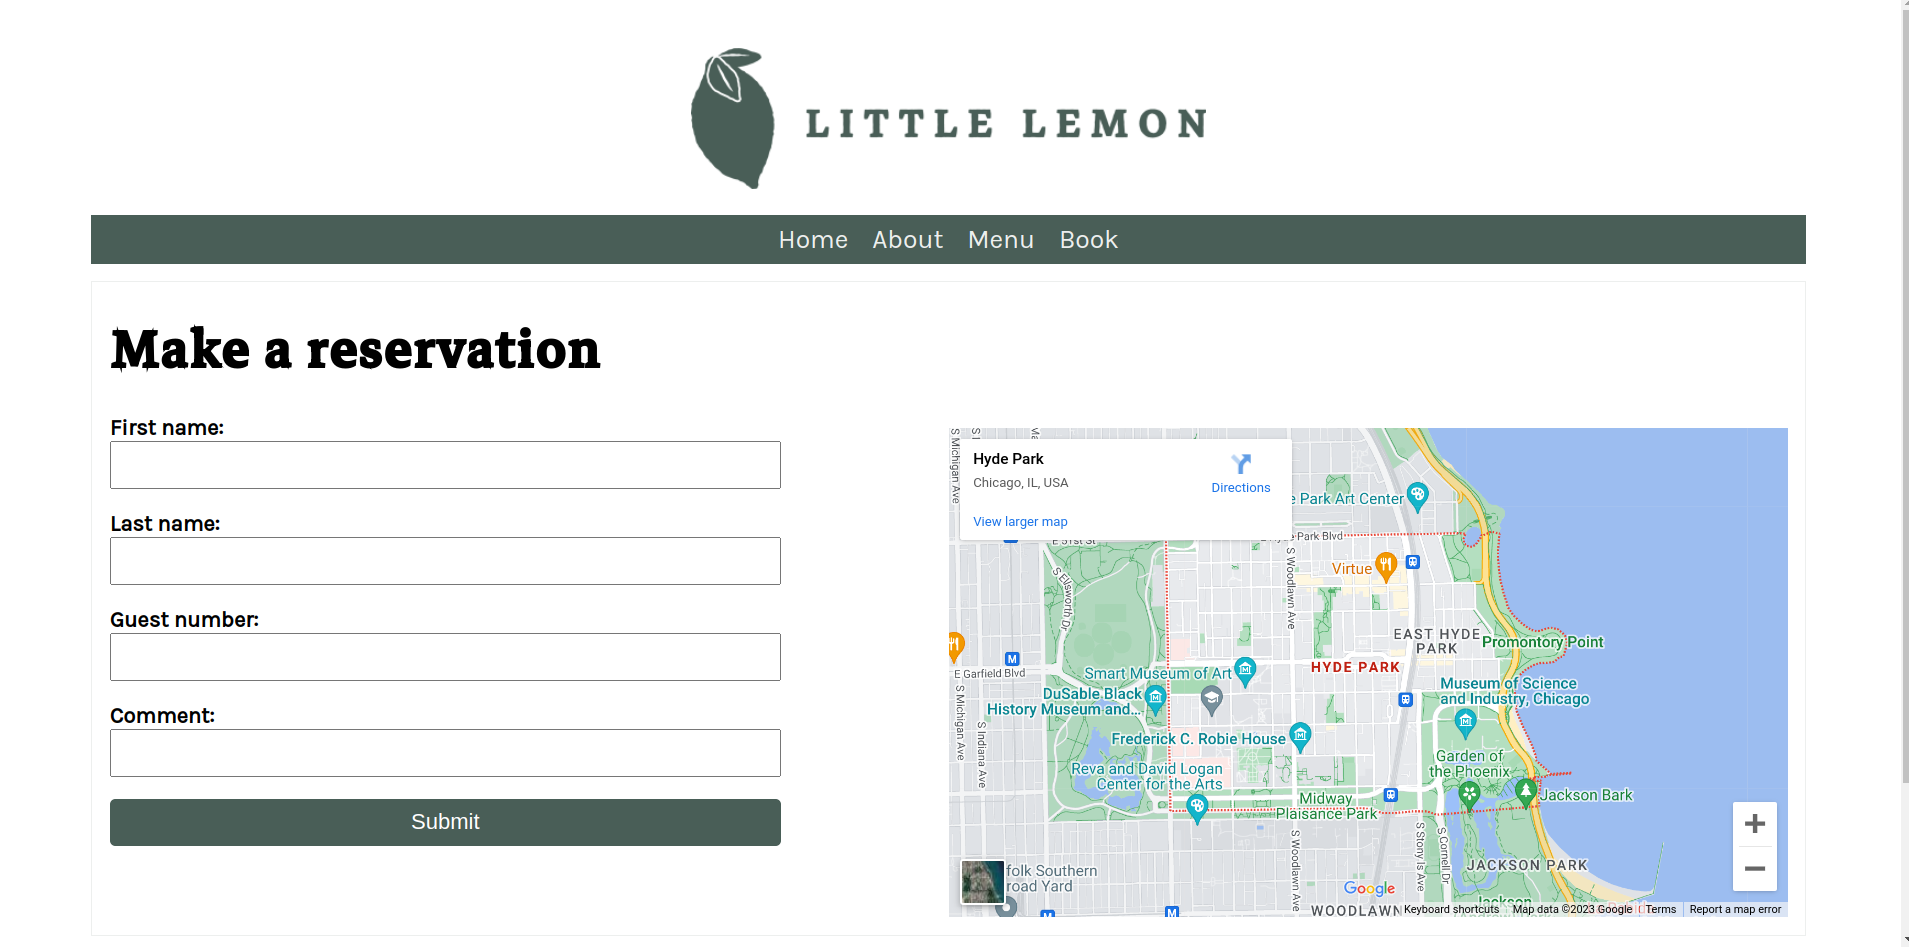 LITTLE LEMON
Home About Menu Book
Make a reservation
First name:
Last name:
Guest number:
Comment:
Submit
Hyde Park
Chicago, IL, USA
Directions
View larger map
S Michigan Ave
e Park Art Center
E 51st St
Park Blvd
S Ellsworth Dr
S Woodlawn Ave
Virtue
EAST HYDE
PARK
Promontory Point
HYDE PARK
E Garfield Blvd
Smart Museum of Art
DuSable Black
History Museum and...
Museum of Science
and Industry, Chicago
S Michigan Ave
S Indiana Ave
Frederick C. Robie House
Reva and David Logan
Center for the Arts
Garden of
the Phoenix
Midway
Plaisance Park
Jackson Bark
S Woodlawn Ave
S Stony Is Ave
S Cornell Dr
JACKSON PARK
folk Southern
road Yard
Google
WOODLAWN
Jackson
Keyboard shortcuts
Map data ©2023 Google
Terms
Report a map error